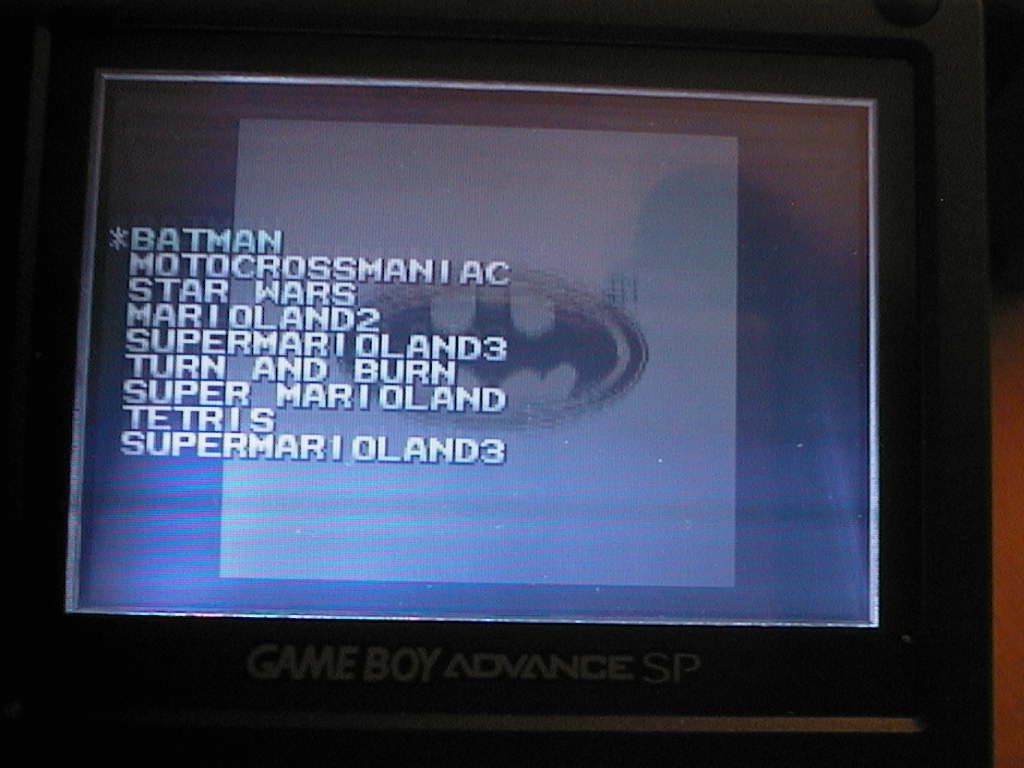 *BATMAN
MOTOCROSSMANIAC
STAR WARS
MARIOLAND2
SUPERMARIOLAND3
TURN AND BURN
SUPER MARIOLAND
TETRIS
SUPERMARIOLAND3
GAME BOY ADVANCE SP